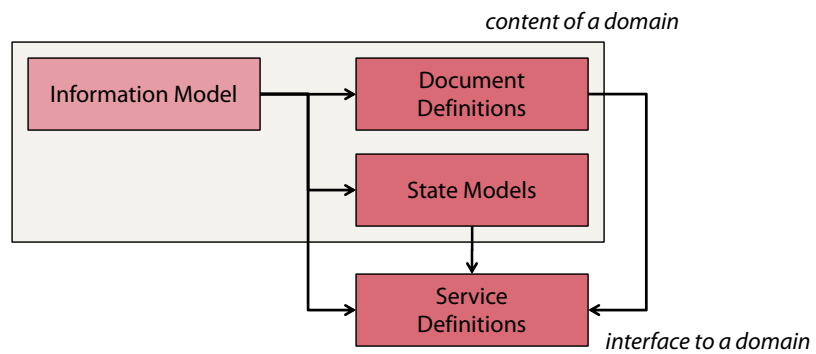 content of a domain
Information Model
Document
Definitions
State Models
Service
Definitions
interface to a domain